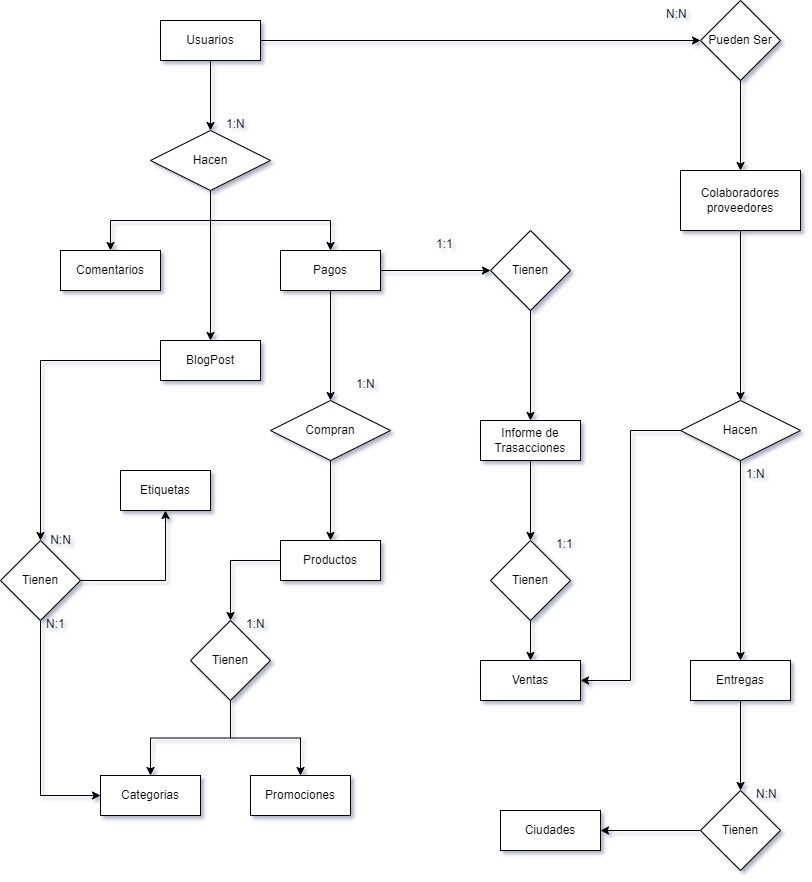 N:N
Usuarios
Pueden Ser
1:N
Hacen
Colaboradores
proveedores
1:1
Comentarios
Pagos
Tienen
BlogPost
1:N
Compran
Informe de
Trasacciones
Hacen
1:N
Etiquetas
N:N
1:1
Productos
Tienen
Tienen
N:1
1:N
Tienen
Ventas
Entregas
Categorias
Promociones
N:N
Ciudades
Tienen